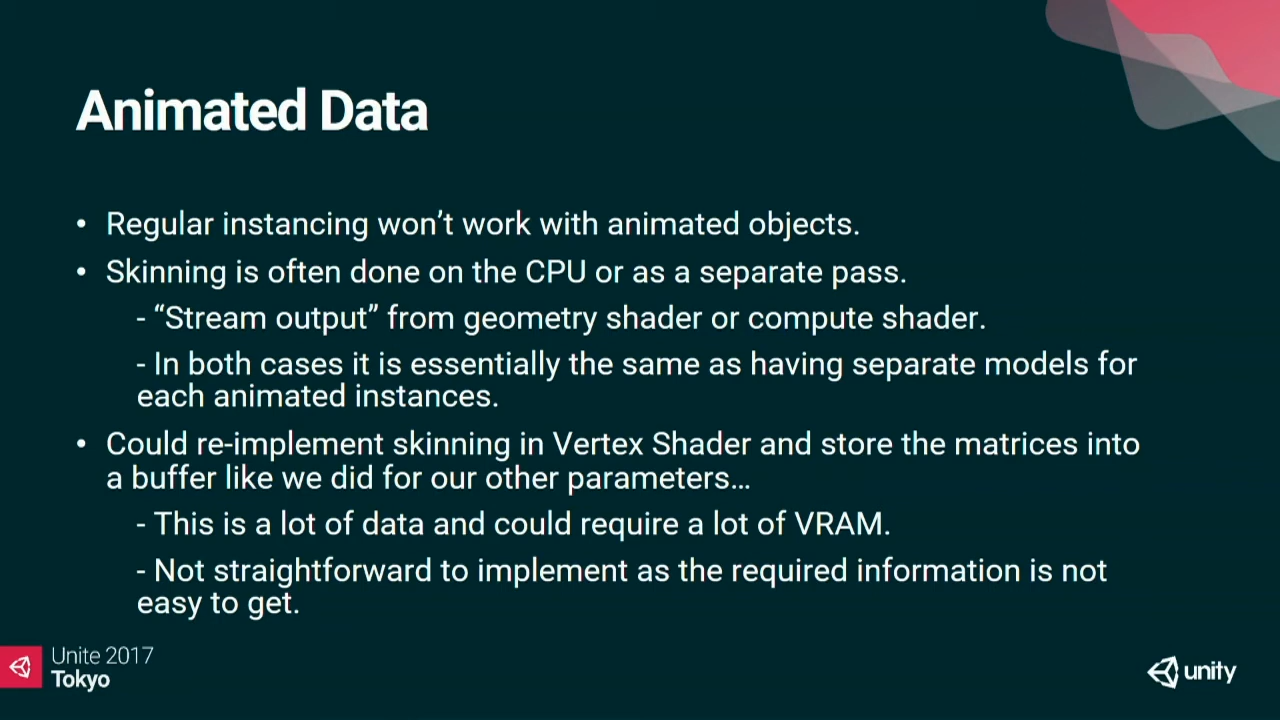 Animated Data
• Regular instancing won’t work with animated objects.
• Skinning is often done on the CPU or as a separate pass.
- “Stream output” from geometry shader or compute shader.
- In both cases it is essentially the same as having separate models for
each animated instances.
• Could re-implement skinning in Vertex Shader and store the matrices into
a buffer like we did for our other parameters…
- This is a lot of data and could require a lot of VRAM.
- Not straightforward to implement as the required information is not
easy to get.
Unite 2017
Tokyo
unity